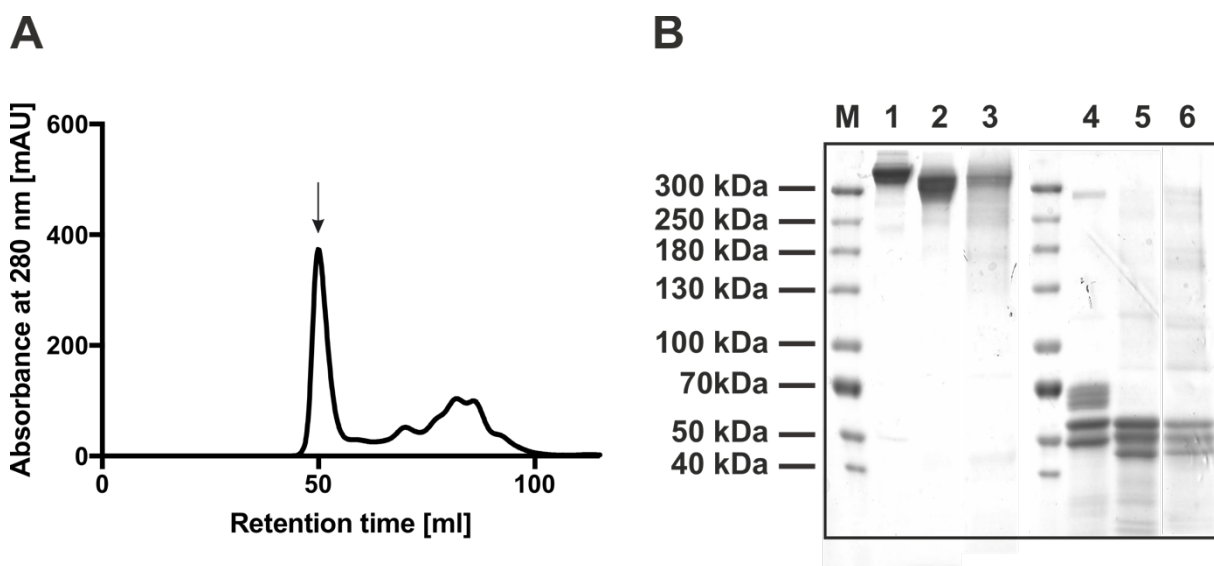 A
Absorbance at 280 nm [mAU]
600
400
200
0
0
50
100
Retention time [ml]
B
M 1 2 3 4 5 6
300 kDa
250 kDa
180 kDa
130 kDa
100 kDa
70kDa
50 kDa
40 kDa